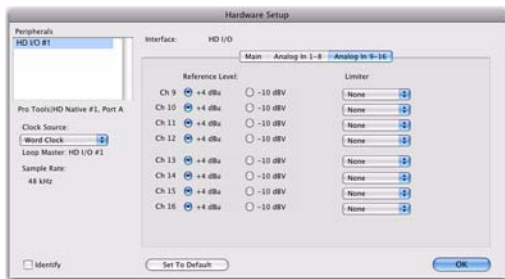 Hardware Setup
Peripherals
HD I/O #1
Interface: HD I/O
Main Analog In 1-8 Analog In 9-16
Reference Level: Limiter
Ch 9 +4 dBu -10 dBV None
Ch 10 +4 dBu -10 dBV None
Ch 11 +4 dBu -10 dBV None
Ch 12 +4 dBu -10 dBV None
Ch 13 +4 dBu -10 dBV None
Ch 14 +4 dBu -10 dBV None
Ch 15 +4 dBu -10 dBV None
Ch 16 +4 dBu -10 dBV None
Pro Tools|HD Native #1, Port A
Clock Source:
Word Clock
Loop Master: HD I/O #1
Sample Rate:
48 kHz
Identify
Set To Default
OK